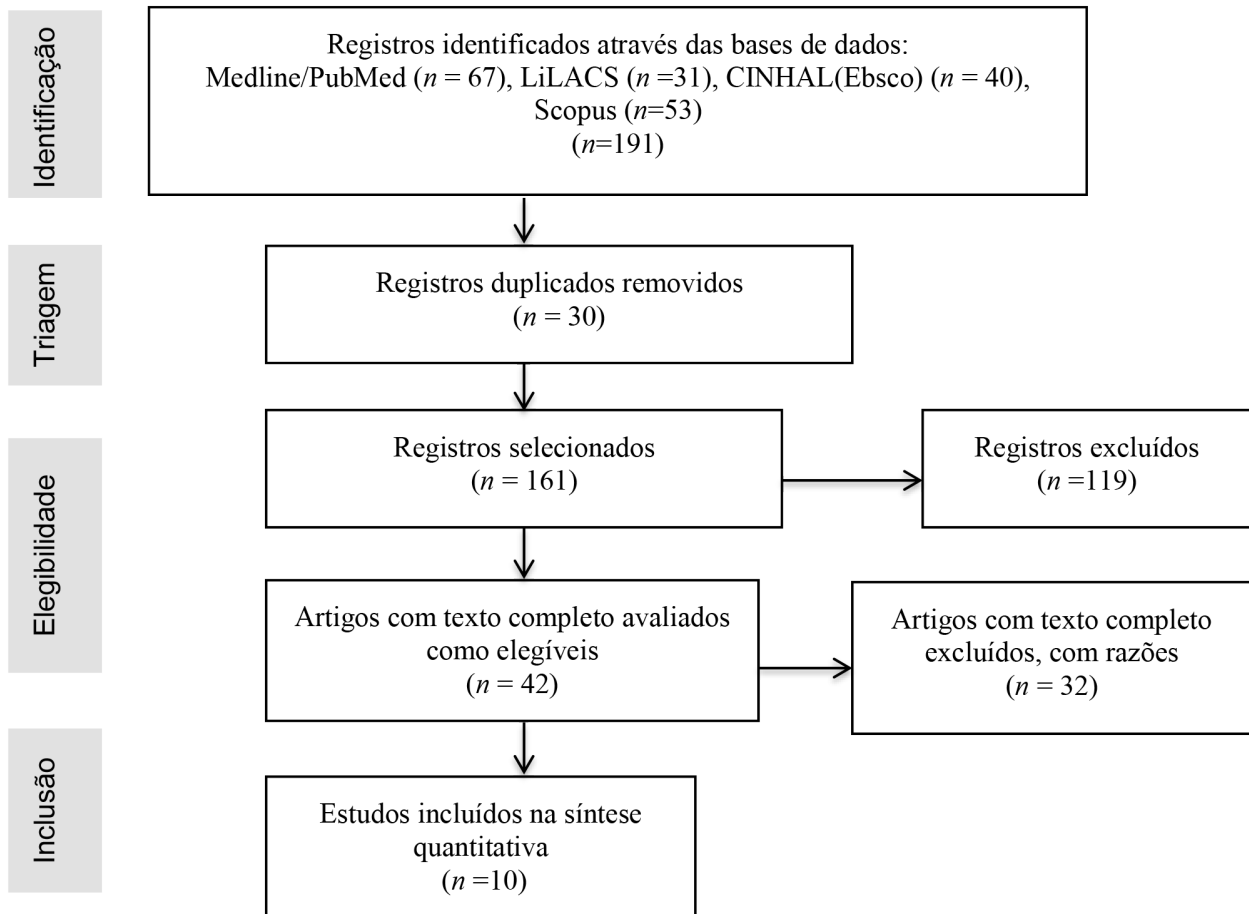 Identificação
Registros identificados através das bases de dados:
Medline/PubMed (n = 67), LiLACS (n =31), CINHAL(Ebsco) (n = 40),
Scopus (n=53)
(n=191)
Triagem
Registros duplicados removidos
(n = 30)
Elegibilidade
Registros selecionados
(n = 161)
Registros excluídos
(n =119)
Artigos com texto completo avaliados
como elegíveis
(n = 42)
Artigos com texto completo
excluídos, com razões
(n = 32)
Inclusão
Estudos incluídos na síntese
quantitativa
(n =10)